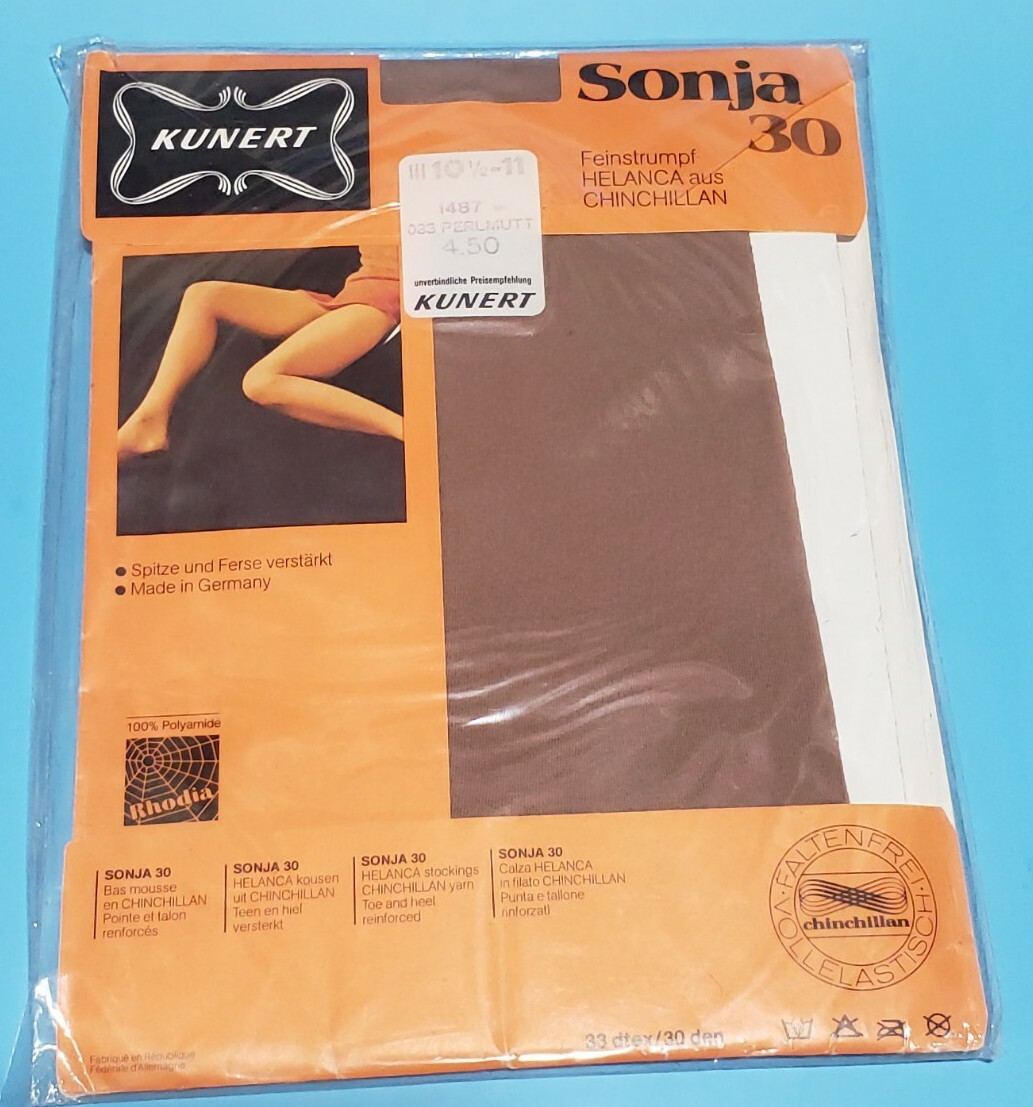 KUNERT
Sonja
30
Feinstrumpf
HELANCA aus
CHINCHILLAN
III 10 ½-11
1487
033 PERLMUTT
4.50
unverbindliche Preisempfehlung
KUNERT
● Spitze und Ferse verstärkt
● Made in Germany
100% Polyamide
Rhodia
SONJA 30
Bas mousse
en CHINCHILLAN
Pointe et talon
renforcés
SONJA 30
HELANCA kousen
uit CHINCHILLAN
Teen en hiel
versterkt
SONJA 30
HELANCA stockings
CHINCHILLAN yarn
Toe and heel
reinforced
SONJA 30
Calza HELANCA
in filato CHINCHILLAN
Punta e tallone
rinforzati
FALTENFREI · VOLLELASTISCH ·
chinchillan
33 dtex/30 den
Fabriqué en République
Fédérale d'Allemagne